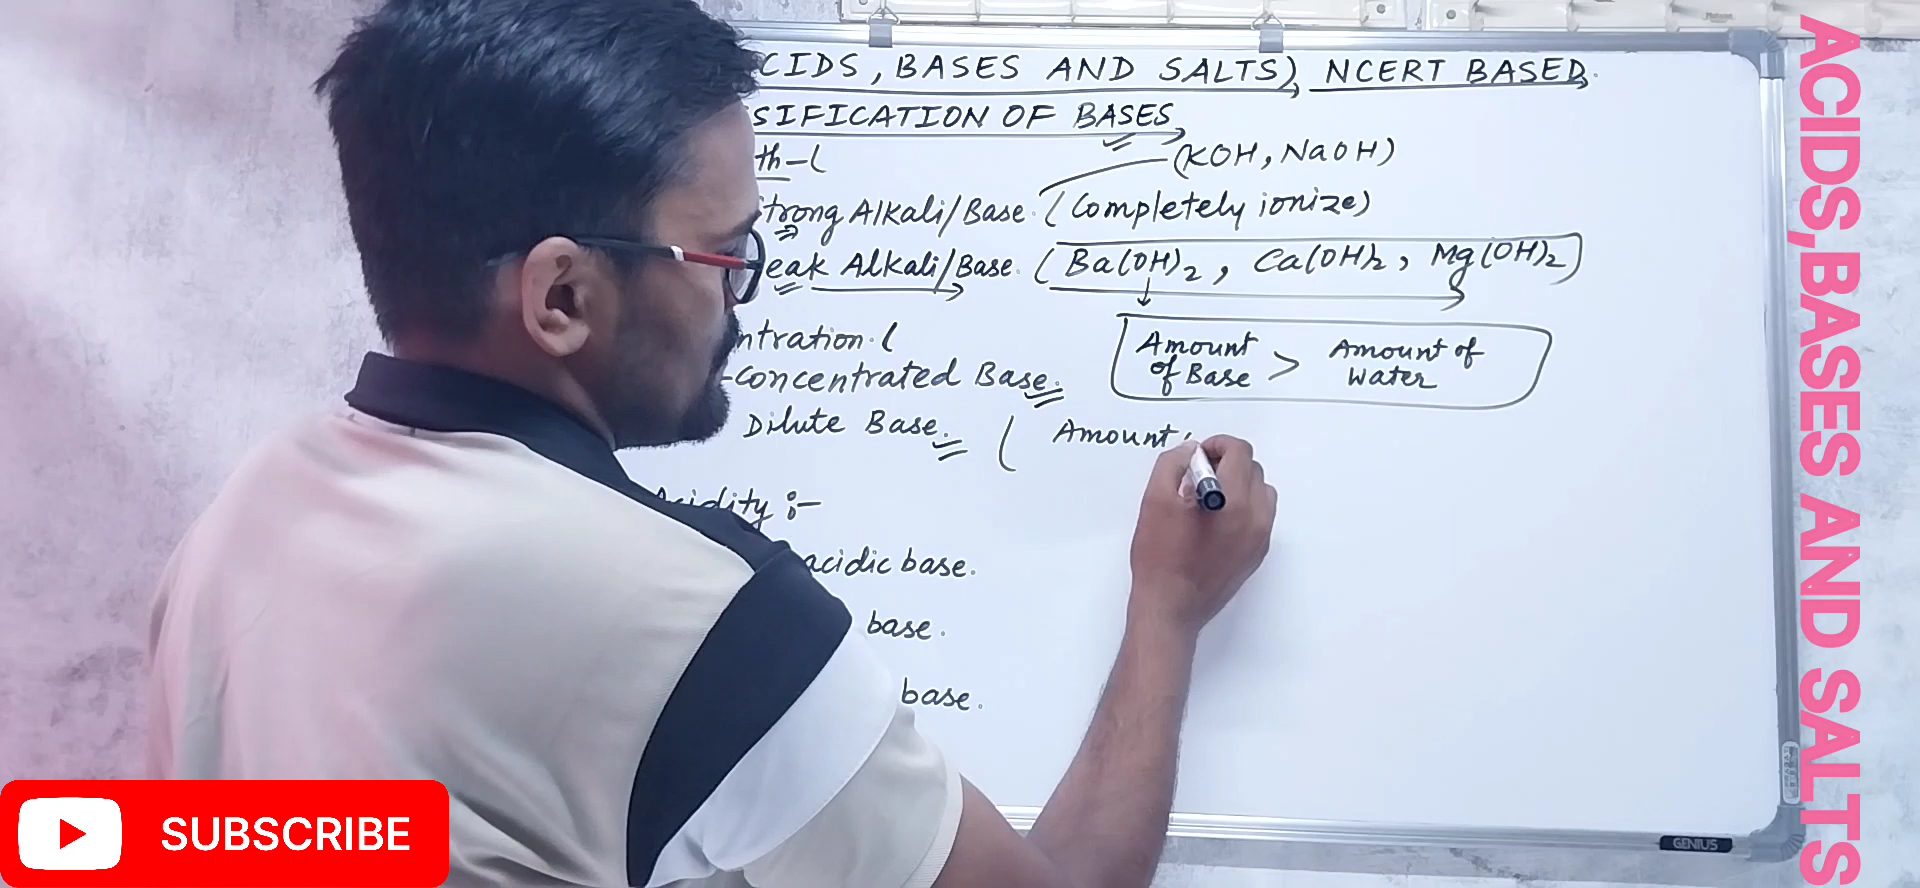 CIDS, BASES AND SALTS), NCERT BASED.
SIFICATION OF BASES
th-(
(KOH, NaOH)
Strong Alkali/Base. (Completely ionize)
eak Alkali/Base. (Ba(OH)2, Ca(OH)2, Mg(OH)2)
ntration. (
Amount of Base > Amount of Water
-Concentrated Base.
Dilute Base. ( Amount
Acidity :-
acidic base.
base.
base.
ACIDS,BASES AND SALTS
SUBSCRIBE
GENIUS